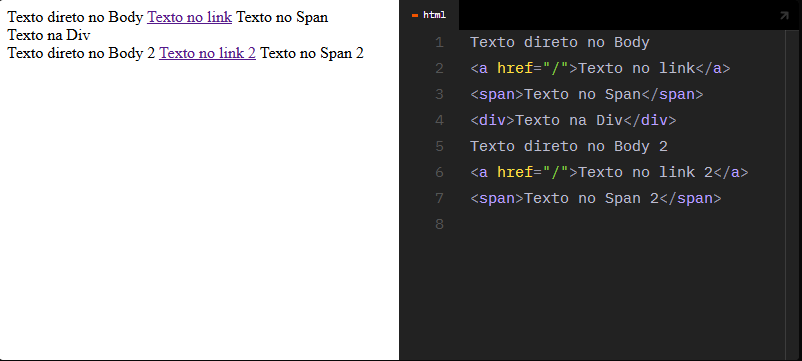 Texto direto no Body Texto no link Texto no Span
Texto na Div
Texto direto no Body 2 Texto no link 2 Texto no Span 2
html
1 Texto direto no Body
2 <a href="/">Texto no link</a>
3 <span>Texto no Span</span>
4 <div>Texto na Div</div>
5 Texto direto no Body 2
6 <a href="/">Texto no link 2</a>
7 <span>Texto no Span 2</span>
8